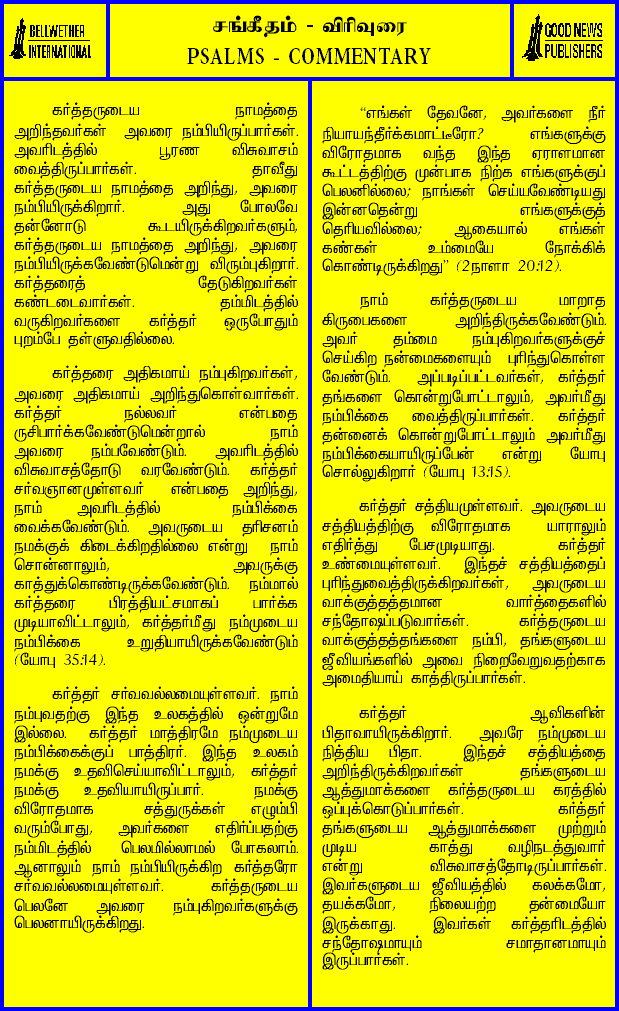 BELLWETHER
INTERNATIONAL
சங்கீதம் - விரிவுரை
PSALMS - COMMENTARY
GOOD NEWS
PUBLISHERS
கர்த்தருடைய நாமத்தை
அறிந்தவர்கள் அவரை நம்பியிருப்பார்கள்.
அவரிடத்தில் பூரண விசுவாசம்
வைத்திருப்பார்கள். தாவீது
கர்த்தருடைய நாமத்தை அறிந்து, அவரை
நம்பியிருக்கிறார். அது போலவே
தன்னோடு கூடயிருக்கிறவர்களும்,
கர்த்தருடைய நாமத்தை அறிந்து, அவரை
நம்பியிருக்கவேண்டுமென்று விரும்புகிறார்.
கர்த்தரைத் தேடுகிறவர்கள்
கண்டடைவார்கள். தம்மிடத்தில்
வருகிறவர்களை கர்த்தர் ஒருபோதும்
புறம்பே தள்ளுவதில்லை.
கர்த்தரை அதிகமாய் நம்புகிறவர்கள்,
அவரை அதிகமாய் அறிந்துகொள்வார்கள்.
கர்த்தர் நல்லவர் என்பதை
ருசிபார்க்கவேண்டுமென்றால் நாம்
அவரை நம்பவேண்டும். அவரிடத்தில்
விசுவாசத்தோடு வரவேண்டும். கர்த்தர்
சர்வஞானமுள்ளவர் என்பதை அறிந்து,
நாம் அவரிடத்தில் நம்பிக்கை
வைக்கவேண்டும். அவருடைய தரிசனம்
நமக்குக் கிடைக்கிறதில்லை என்று நாம்
சொன்னாலும், அவருக்கு
காத்துக்கொண்டிருக்கவேண்டும். நம்மால்
கர்த்தரை பிரத்தியட்சமாகப் பார்க்க
முடியாவிட்டாலும், கர்த்தர்மீது நம்முடைய
நம்பிக்கை உறுதியாயிருக்கவேண்டும்
(யோபு 35:14).
கர்த்தர் சர்வவல்லமையுள்ளவர். நாம்
நம்புவதற்கு இந்த உலகத்தில் ஒன்றுமே
இல்லை. கர்த்தர் மாத்திரமே நம்முடைய
நம்பிக்கைக்குப் பாத்திரர். இந்த உலகம்
நமக்கு உதவிசெய்யாவிட்டாலும், கர்த்தர்
நமக்கு உதவியாயிருப்பார். நமக்கு
விரோதமாக சத்துருக்கள் எழும்பி
வரும்போது, அவர்களை எதிர்ப்பதற்கு
நம்மிடத்தில் பெலமில்லாமல் போகலாம்.
ஆனாலும் நாம் நம்பியிருக்கிற கர்த்தரோ
சர்வவல்லமையுள்ளவர். கர்த்தருடைய
பெலனே அவரை நம்புகிறவர்களுக்கு
பெலனாயிருக்கிறது.
“எங்கள் தேவனே, அவர்களை நீர்
நியாயந்தீர்க்கமாட்டீரோ? எங்களுக்கு
விரோதமாக வந்த இந்த ஏராளமான
கூட்டத்திற்கு முன்பாக நிற்க எங்களுக்குப்
பெலனில்லை; நாங்கள் செய்யவேண்டியது
இன்னதென்று எங்களுக்குத்
தெரியவில்லை; ஆகையால் எங்கள்
கண்கள் உம்மையே நோக்கிக்
கொண்டிருக்கிறது” (2நாளா 20:12).
நாம் கர்த்தருடைய மாறாத
கிருபைகளை அறிந்திருக்கவேண்டும்.
அவர் தம்மை நம்புகிறவர்களுக்குச்
செய்கிற நன்மைகளையும் புரிந்துகொள்ள
வேண்டும். அப்படிப்பட்டவர்கள், கர்த்தர்
தங்களை கொன்றுபோட்டாலும், அவர்மீது
நம்பிக்கை வைத்திருப்பார்கள். கர்த்தர்
தன்னைக் கொன்றுபோட்டாலும் அவர்மீது
நம்பிக்கையாயிருப்பேன் என்று யோபு
சொல்லுகிறார் (யோபு 13:15).
கர்த்தர் சத்தியமுள்ளவர். அவருடைய
சத்தியத்திற்கு விரோதமாக யாராலும்
எதிர்த்து பேசமுடியாது. கர்த்தர்
உண்மையுள்ளவர். இந்தச் சத்தியத்தைப்
புரிந்துவைத்திருக்கிறவர்கள், அவருடைய
வாக்குத்தத்தமான வார்த்தைகளில்
சந்தோஷப்படுவார்கள். கர்த்தருடைய
வாக்குத்தத்தங்களை நம்பி, தங்களுடைய
ஜீவியங்களில் அவை நிறைவேறுவதற்காக
அமைதியாய் காத்திருப்பார்கள்.
கர்த்தர் ஆவிகளின்
பிதாவாயிருக்கிறார். அவரே நம்முடைய
நித்திய பிதா. இந்தச் சத்தியத்தை
அறிந்திருக்கிறவர்கள் தங்களுடைய
ஆத்துமாக்களை கர்த்தருடைய கரத்தில்
ஒப்புக்கொடுப்பார்கள். கர்த்தர்
தங்களுடைய ஆத்துமாக்களை முற்றும்
முடிய காத்து வழிநடத்துவார்
என்று விசுவாசத்தோடிருப்பார்கள்.
இவர்களுடைய ஜீவியத்தில் கலக்கமோ,
தயக்கமோ, நிலையற்ற தன்மையோ
இருக்காது. இவர்கள் கர்த்தரிடத்தில்
சந்தோஷமாயும் சமாதானமாயும்
இருப்பார்கள்.